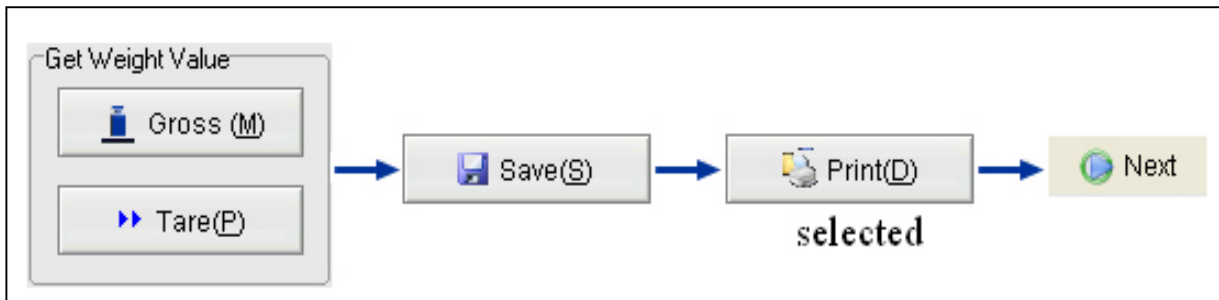 Get Weight Value
Gross (M)
Tare(P)
Save(S)
Print(D)
selected
Next